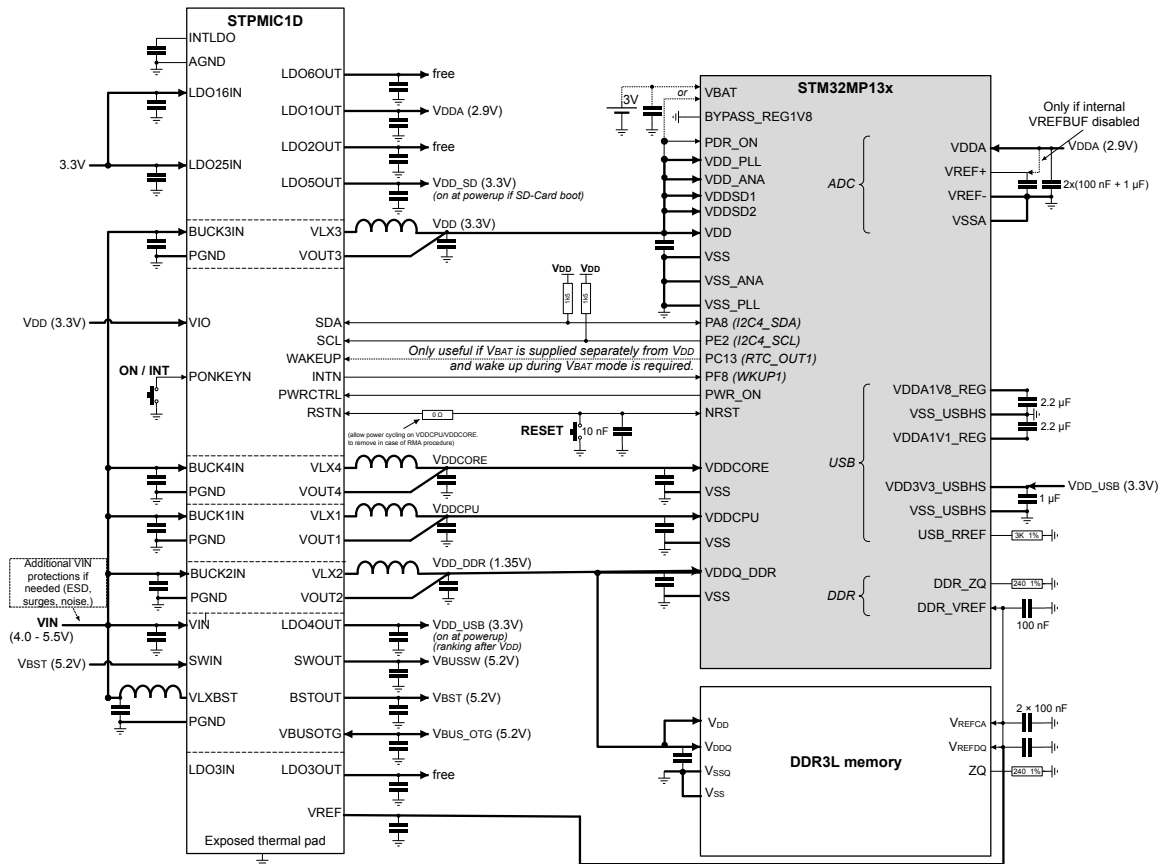 STPMIC1D
INTLDO
AGND
LDO6OUT
free
LDO16IN
LDO1OUT
VDDA (2.9V)
LDO2OUT
free
3.3V
LDO25IN
LDO5OUT
VDD_SD (3.3V)
(on at powerup if SD-Card boot)
BUCK3IN
VLX3
VDD (3.3V)
PGND
VOUT3
VDD (3.3V)
VIO
VDD
VDD
1k5
1k5
SDA
SCL
WAKEUP
Only useful if VBAT is supplied separately from VDD
and wake up during VBAT mode is required.
ON / INT
PONKEYN
INTN
PWRCTRL
RSTN
0 Ω
(allow power cycling on VDDCPU/VDDCORE.
to remove in case of RMA procedure)
RESET
10 nF
BUCK4IN
VLX4
VDDCORE
PGND
VOUT4
BUCK1IN
VLX1
VDDCPU
PGND
VOUT1
Additional VIN
protections if
needed (ESD,
surges, noise.)
BUCK2IN
VLX2
VDD_DDR (1.35V)
PGND
VOUT2
VIN
(4.0 - 5.5V)
VIN
LDO4OUT
VDD_USB (3.3V)
(on at powerup)
(ranking after VDD)
VBST (5.2V)
SWIN
SWOUT
VBUSSW (5.2V)
VLXBST
BSTOUT
VBST (5.2V)
PGND
VBUSOTG
VBUS_OTG (5.2V)
LDO3IN
LDO3OUT
free
VREF
Exposed thermal pad
STM32MP13x
3V
or
VBAT
BYPASS_REG1V8
PDR_ON
VDD_PLL
VDD_ANA
VDDSD1
VDDSD2
VDD
VSS
VSS_ANA
VSS_PLL
PA8 (I2C4_SDA)
PE2 (I2C4_SCL)
PC13 (RTC_OUT1)
PF8 (WKUP1)
PWR_ON
NRST
VDDCORE
VSS
VDDCPU
VSS
VDDQ_DDR
VSS
ADC
Only if internal
VREFBUF disabled
VDDA
VDDA (2.9V)
VREF+
2x(100 nF + 1 µF)
VREF-
VSSA
USB
VDDA1V8_REG
2.2 µF
VSS_USBHS
2.2 µF
VDDA1V1_REG
VDD3V3_USBHS
VDD_USB (3.3V)
1 µF
VSS_USBHS
USB_RREF
3K 1%
DDR
DDR_ZQ
240 1%
DDR_VREF
100 nF
DDR3L memory
VDD
VDDQ
VSSQ
VSS
2 × 100 nF
VREFCA
VREFDQ
ZQ
240 1%